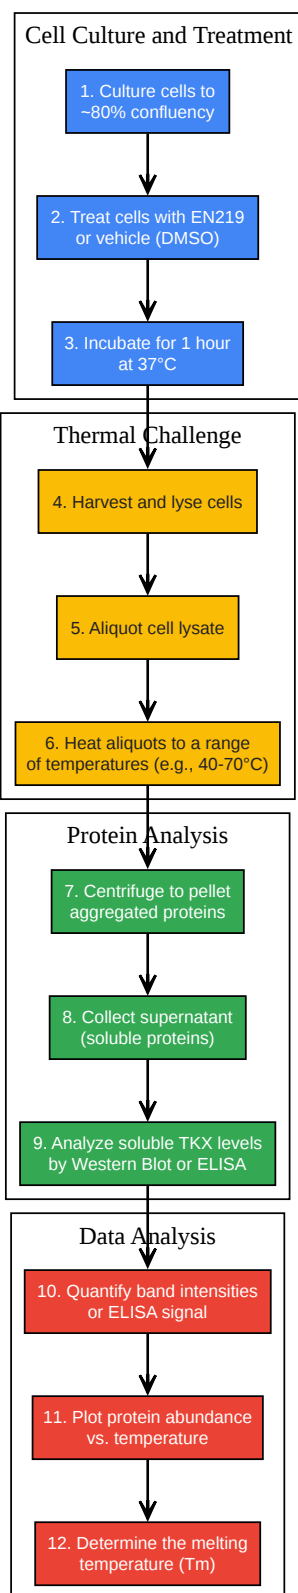 Cell Culture and Treatment
1. Culture cells to
~80% confluency
2. Treat cells with EN219
or vehicle (DMSO)
3. Incubate for 1 hour
at 37°C
Thermal Challenge
4. Harvest and lyse cells
5. Aliquot cell lysate
6. Heat aliquots to a range
of temperatures (e.g., 40-70°C)
Protein Analysis
7. Centrifuge to pellet
aggregated proteins
8. Collect supernatant
(soluble proteins)
9. Analyze soluble TKX levels
by Western Blot or ELISA
Data Analysis
10. Quantify band intensities
or ELISA signal
11. Plot protein abundance
vs. temperature
12. Determine the melting
temperature (Tm)